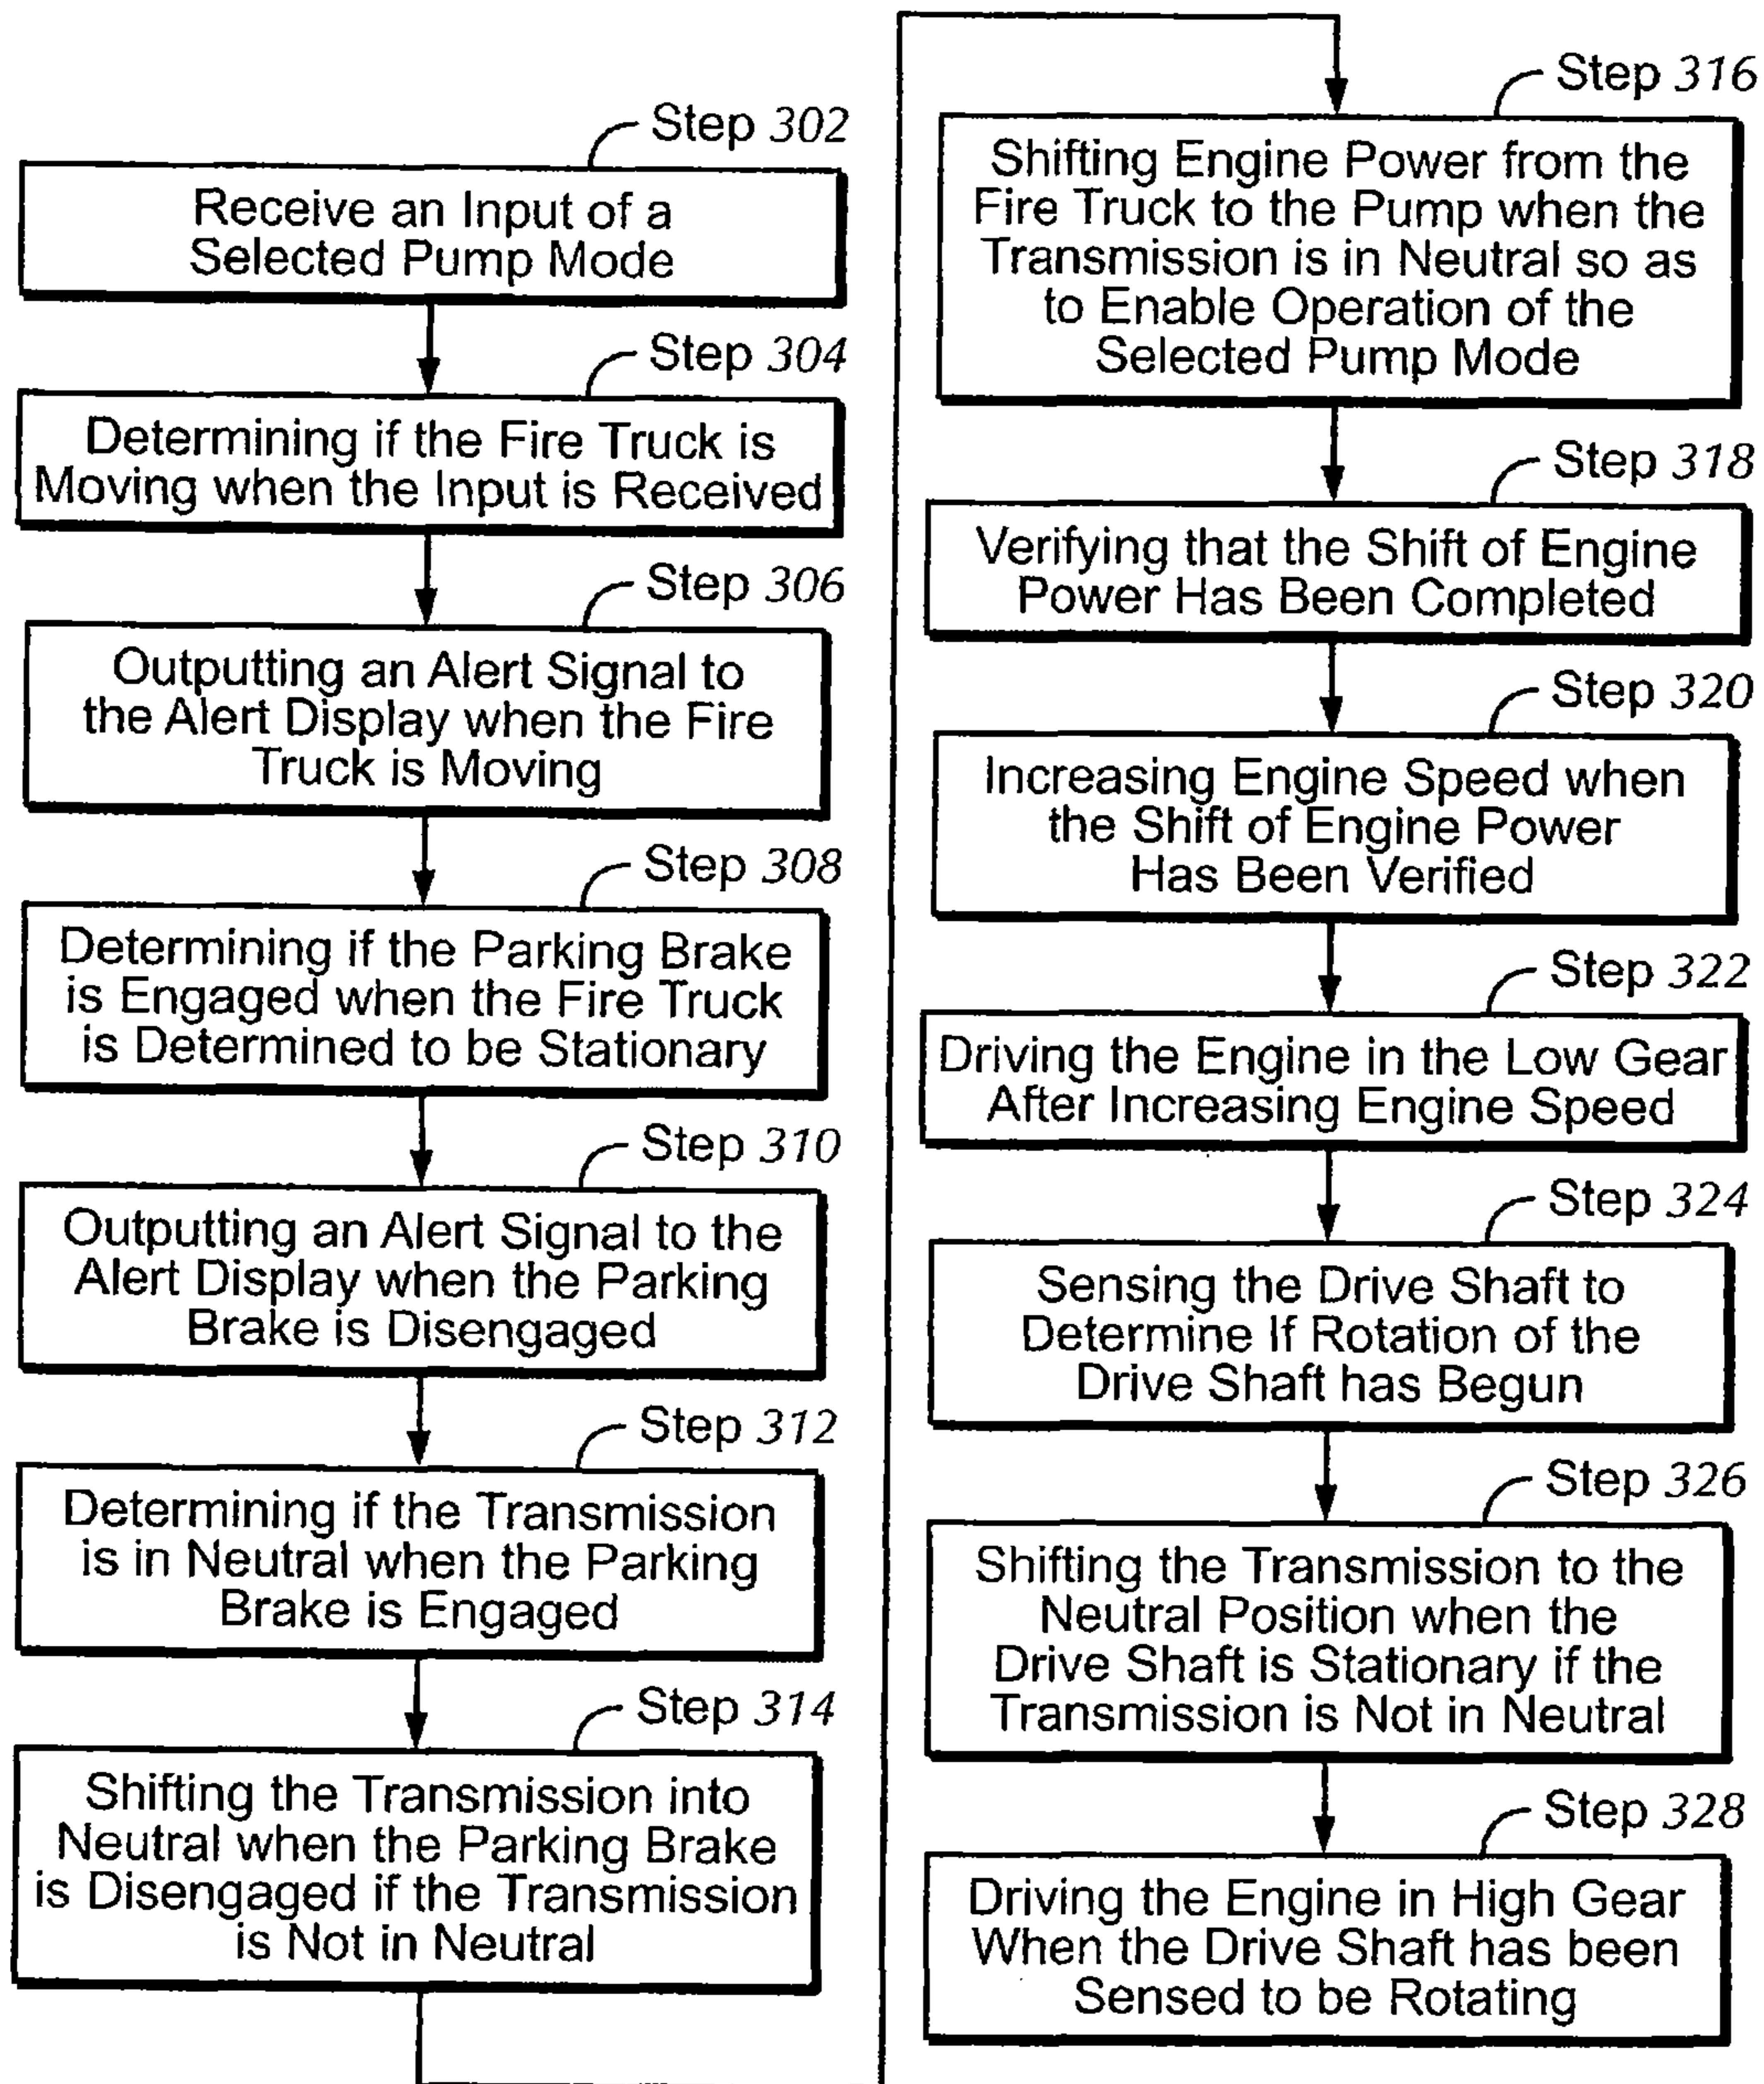 Step 302
Receive an Input of a
Selected Pump Mode
Step 304
Determining if the Fire Truck is
Moving when the Input is Received
Step 306
Outputting an Alert Signal to
the Alert Display when the Fire
Truck is Moving
Step 308
Determining if the Parking Brake
is Engaged when the Fire Truck
is Determined to be Stationary
Step 310
Outputting an Alert Signal to the
Alert Display when the Parking
Brake is Disengaged
Step 312
Determining if the Transmission
is in Neutral when the Parking
Brake is Engaged
Step 314
Shifting the Transmission into
Neutral when the Parking Brake
is Disengaged if the Transmission
is Not in Neutral
Step 316
Shifting Engine Power from the
Fire Truck to the Pump when the
Transmission is in Neutral so as
to Enable Operation of the
Selected Pump Mode
Step 318
Verifying that the Shift of Engine
Power Has Been Completed
Step 320
Increasing Engine Speed when
the Shift of Engine Power
Has Been Verified
Step 322
Driving the Engine in the Low Gear
After Increasing Engine Speed
Step 324
Sensing the Drive Shaft to
Determine If Rotation of the
Drive Shaft has Begun
Step 326
Shifting the Transmission to the
Neutral Position when the
Drive Shaft is Stationary if the
Transmission is Not in Neutral
Step 328
Driving the Engine in High Gear
When the Drive Shaft has been
Sensed to be Rotating